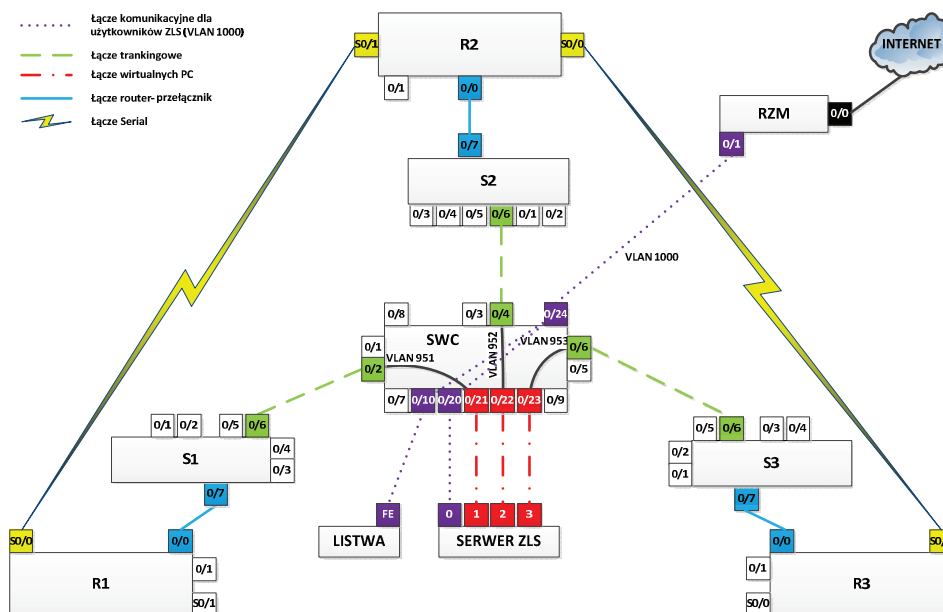 Łącze komunikacyjne dla
użytkowników ZLS (VLAN 1000)
Łącze trankingowe
Łącze wirtualnych PC
Łącze router-przełącznik
Łącze Serial
S0/1
R2
S0/0
0/1
0/0
INTERNET
RZM
0/0
0/1
0/7
S2
0/3
0/4
0/5
0/6
0/1
0/2
VLAN 1000
0/8
0/3
0/4
0/24
SWC
0/1
0/2
VLAN 951
VLAN 952
VLAN 953
0/6
0/5
0/7
0/10
0/20
0/21
0/22
0/23
0/9
0/1
0/2
0/5
0/6
S1
0/4
0/3
0/7
0/5
0/6
0/3
0/4
0/2
0/1
S3
0/7
FE
LISTWA
0
1
2
3
SERWER ZLS
S0/0
0/0
R1
0/1
S0/1
0/0
S0/
0/1
S0/0
R3